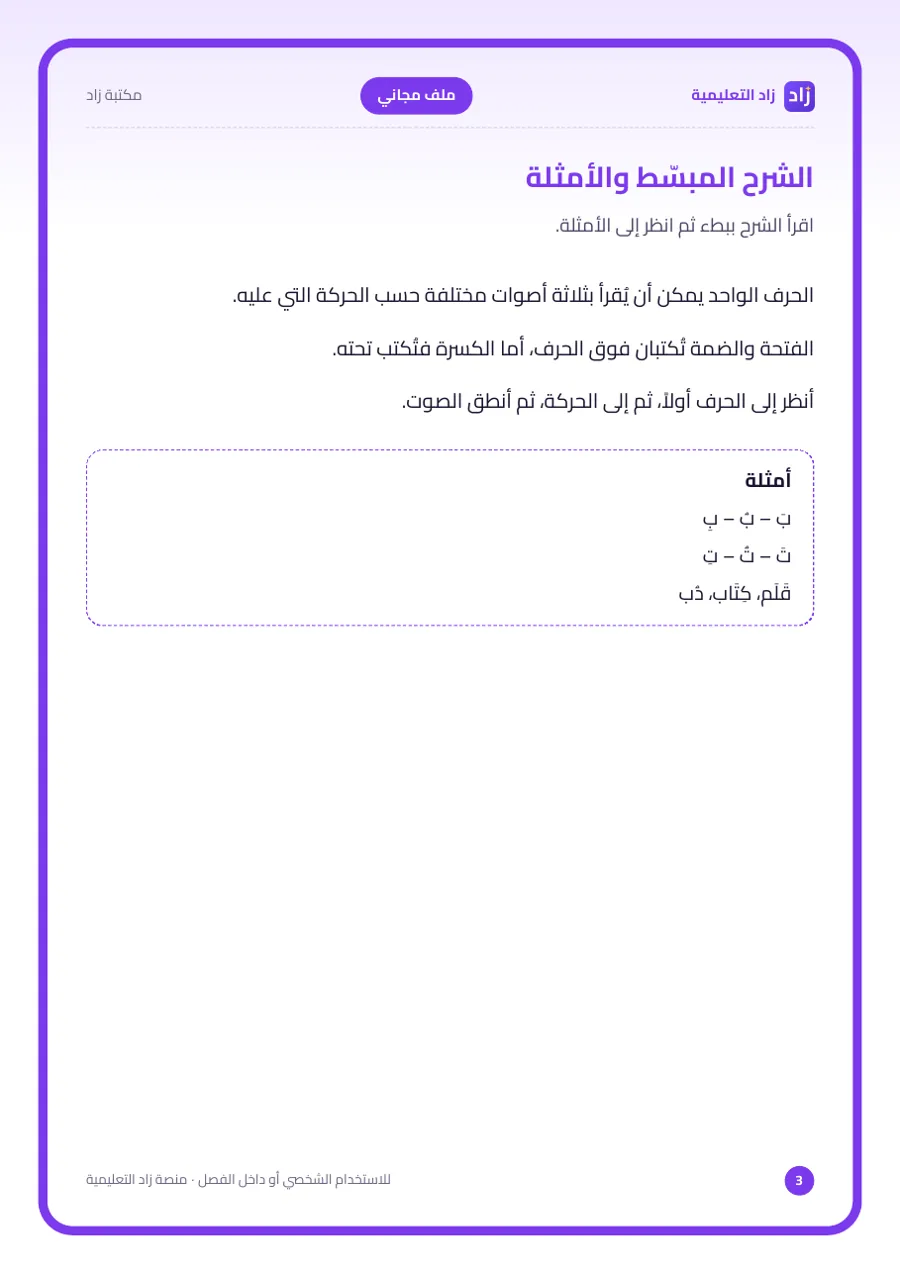 زاد
زاد التعليمية
ملف مجاني
مكتبة زاد
الشرح المبسّط والأمثلة
اقرأ الشرح ببطء ثم انظر إلى الأمثلة.
الحرف الواحد يمكن أن يُقرأ بثلاثة أصوات مختلفة حسب الحركة التي عليه.
الفتحة والضمة تُكتبان فوق الحرف، أما الكسرة فتُكتب تحته.
أنظر إلى الحرف أولاً، ثم إلى الحركة، ثم أنطق الصوت.
أمثلة
بَ – بُ – بِ
تَ – تُ – تِ
قَلَم، كِتَاب، دُب
3
للاستخدام الشخصي أو داخل الفصل · منصة زاد التعليمية